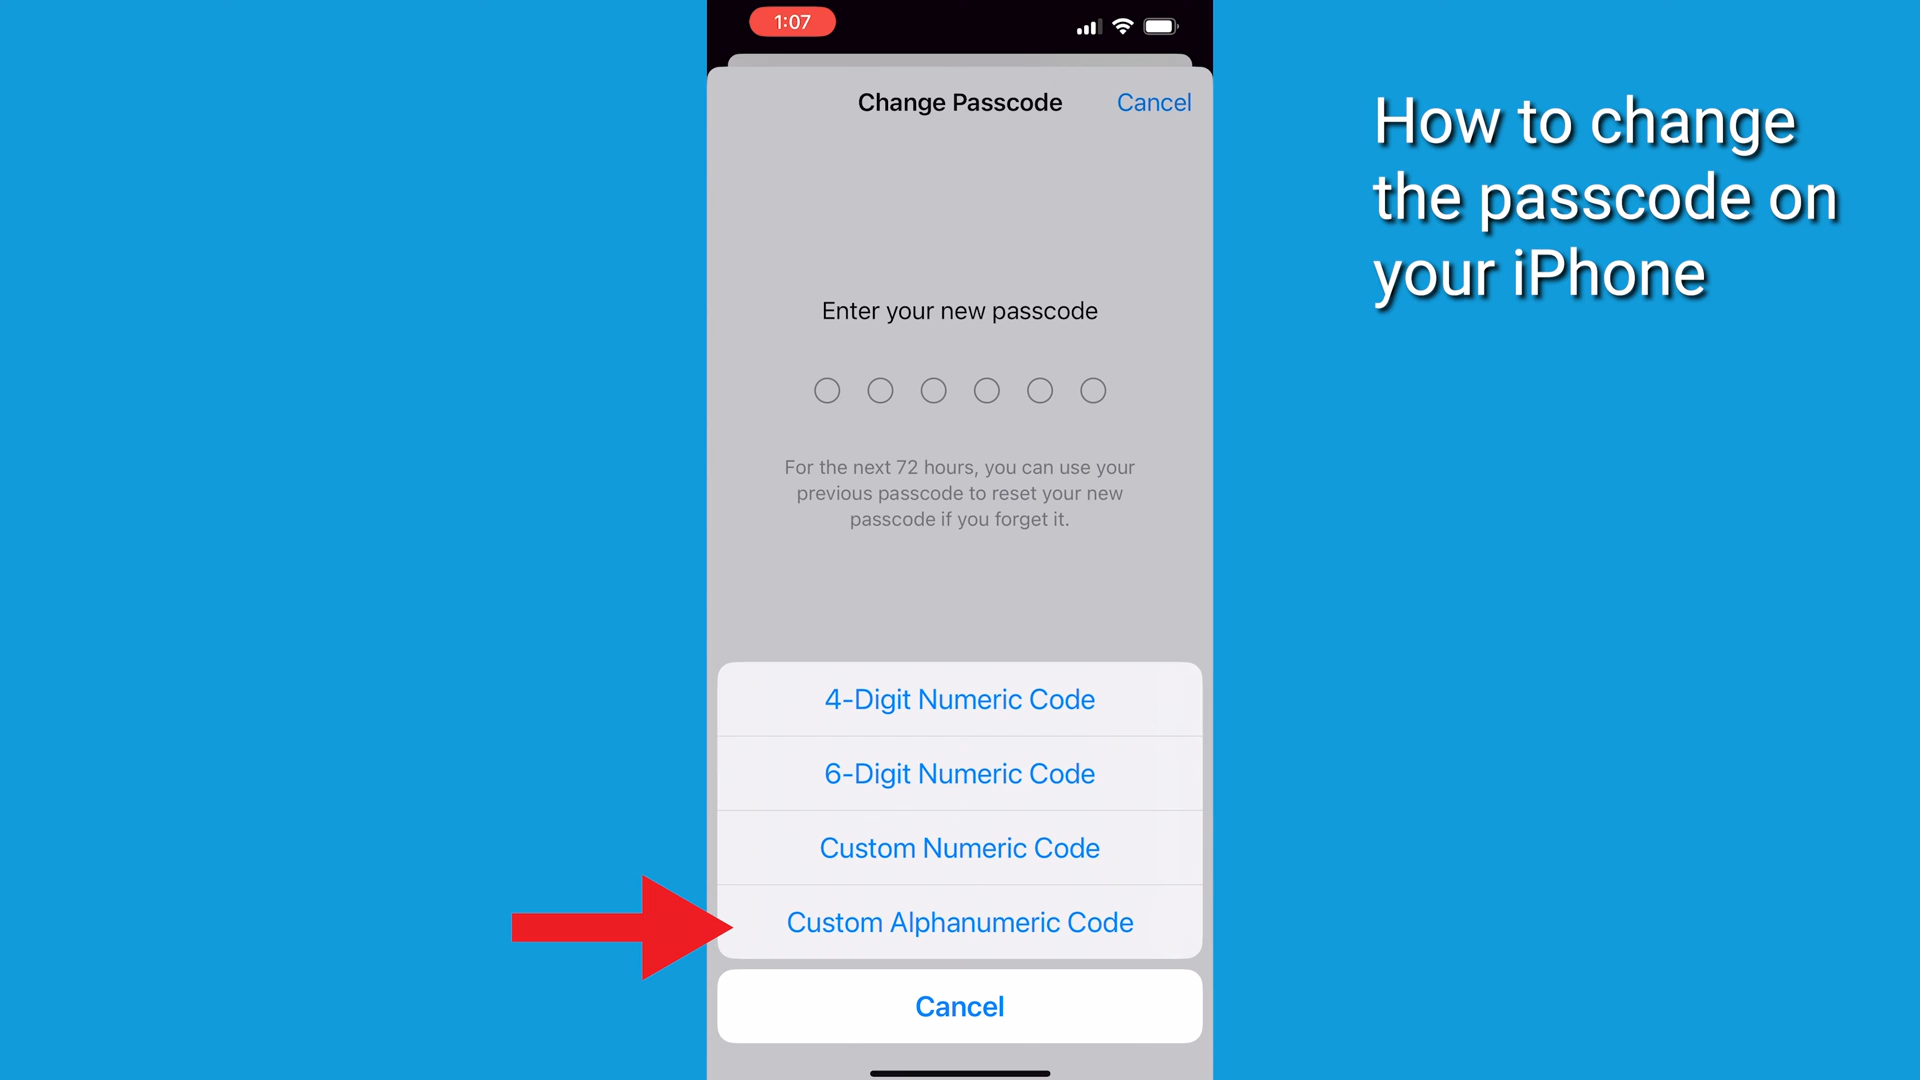 1:07
Change Passcode
Cancel
How to change
the passcode on
your iPhone
Enter your new passcode
For the next 72 hours, you can use your
previous passcode to reset your new
passcode if you forget it.
4-Digit Numeric Code
6-Digit Numeric Code
Custom Numeric Code
Custom Alphanumeric Code
Cancel